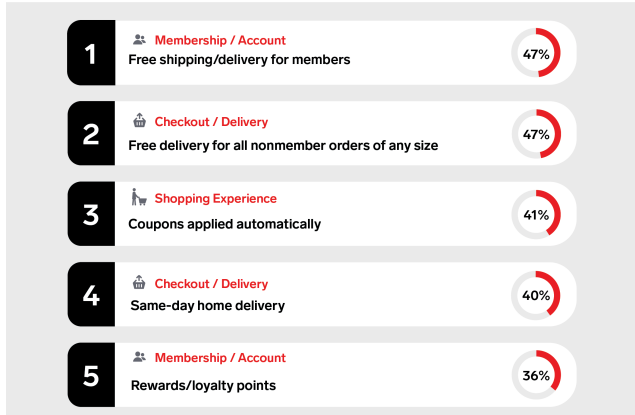 1
Membership / Account
Free shipping/delivery for members
47%
2
Checkout / Delivery
Free delivery for all nonmember orders of any size
47%
3
Shopping Experience
Coupons applied automatically
41%
4
Checkout / Delivery
Same-day home delivery
40%
5
Membership / Account
Rewards/loyalty points
36%